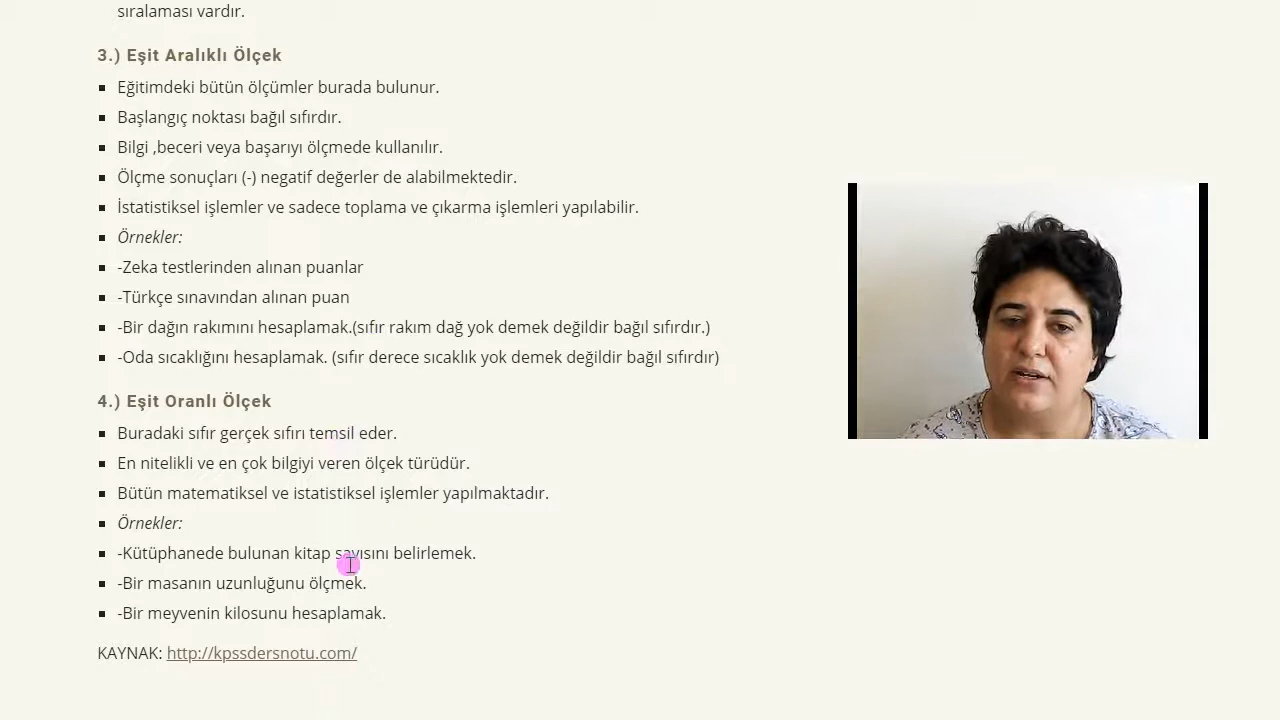 sıralaması vardır.
3.) Eşit Aralıklı Ölçek
Eğitimdeki bütün ölçümler burada bulunur.
Başlangıç noktası bağıl sıfırdır.
Bilgi ,beceri veya başarıyı ölçmede kullanılır.
Ölçme sonuçları (-) negatif değerler de alabilmektedir.
İstatistiksel işlemler ve sadece toplama ve çıkarma işlemleri yapılabilir.
Örnekler:
-Zeka testlerinden alınan puanlar
-Türkçe sınavından alınan puan
-Bir dağın rakımını hesaplamak.(sıfır rakım dağ yok demek değildir bağıl sıfırdır.)
-Oda sıcaklığını hesaplamak. (sıfır derece sıcaklık yok demek değildir bağıl sıfırdır)
4.) Eşit Oranlı Ölçek
Buradaki sıfır gerçek sıfırı temsil eder.
En nitelikli ve en çok bilgiyi veren ölçek türüdür.
Bütün matematiksel ve istatistiksel işlemler yapılmaktadır.
Örnekler:
-Kütüphanede bulunan kitap sayısını belirlemek.
-Bir masanın uzunluğunu ölçmek.
-Bir meyvenin kilosunu hesaplamak.
KAYNAK: http://kpssdersnotu.com/